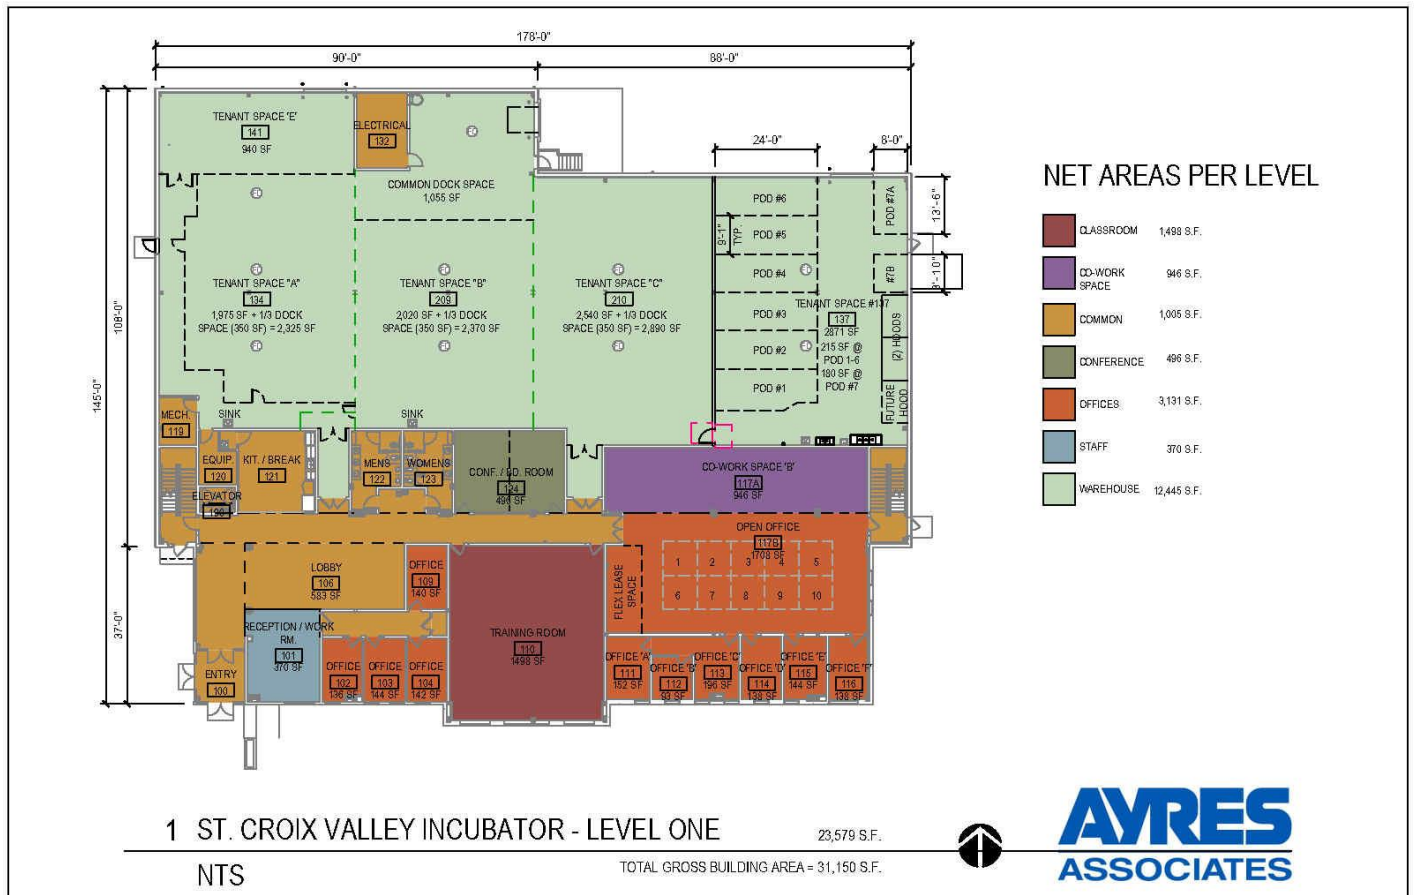 178'-0"
90'-0"
88'-0"
TENANT SPACE 'E'
141
940 SF
ELECTRICAL
132
COMMON DOCK SPACE
1,055 SF
24'-0"
8'-0"
POD #6
POD #5
POD #4
POD #3
POD #2
POD #1
9'-1"
TYP.
POD #7A
#7B
13'-6"
108'-0"
145'-0"
37'-0"
TENANT SPACE "A"
134
1,975 SF + 1/3 DOCK
SPACE (350 SF) = 2,325 SF
TENANT SPACE "B"
209
2,020 SF + 1/3 DOCK
SPACE (350 SF) = 2,370 SF
TENANT SPACE "C"
210
2,540 SF + 1/3 DOCK
SPACE (350 SF) = 2,890 SF
TENANT SPACE #137
137
2871 SF
215 SF @
POD 1-6
180 SF @
POD #7
(2) HOODS
FUTURE
HOOD
MECH.
119
SINK
SINK
EQUIP.
120
KIT. / BREAK
121
ELEVATOR
MENS
122
WOMENS
123
CONF. / BD. ROOM
124
496 SF
CO-WORK SPACE 'B'
117A
946 SF
OPEN OFFICE
117B
1708 SF
1
2
3
4
5
6
7
8
9
10
FLEX LEASE
SPACE
LOBBY
106
583 SF
OFFICE
109
140 SF
RECEPTION / WORK
RM.
101
370 SF
ENTRY
100
OFFICE
102
136 SF
OFFICE
103
144 SF
OFFICE
104
142 SF
TRAINING ROOM
110
1498 SF
OFFICE 'A'
111
152 SF
OFFICE 'B'
112
93 SF
OFFICE 'C'
113
196 SF
OFFICE 'D'
114
138 SF
OFFICE 'E'
115
144 SF
OFFICE 'F'
116
138 SF
NET AREAS PER LEVEL
CLASSROOM 1,498 S.F.
CO-WORK
SPACE 946 S.F.
COMMON 1,005 S.F.
CONFERENCE 496 S.F.
OFFICES 3,131 S.F.
STAFF 370 S.F.
WAREHOUSE 12,445 S.F.
1 ST. CROIX VALLEY INCUBATOR - LEVEL ONE 23,579 S.F.
NTS TOTAL GROSS BUILDING AREA = 31,150 S.F.
AYRES
ASSOCIATES